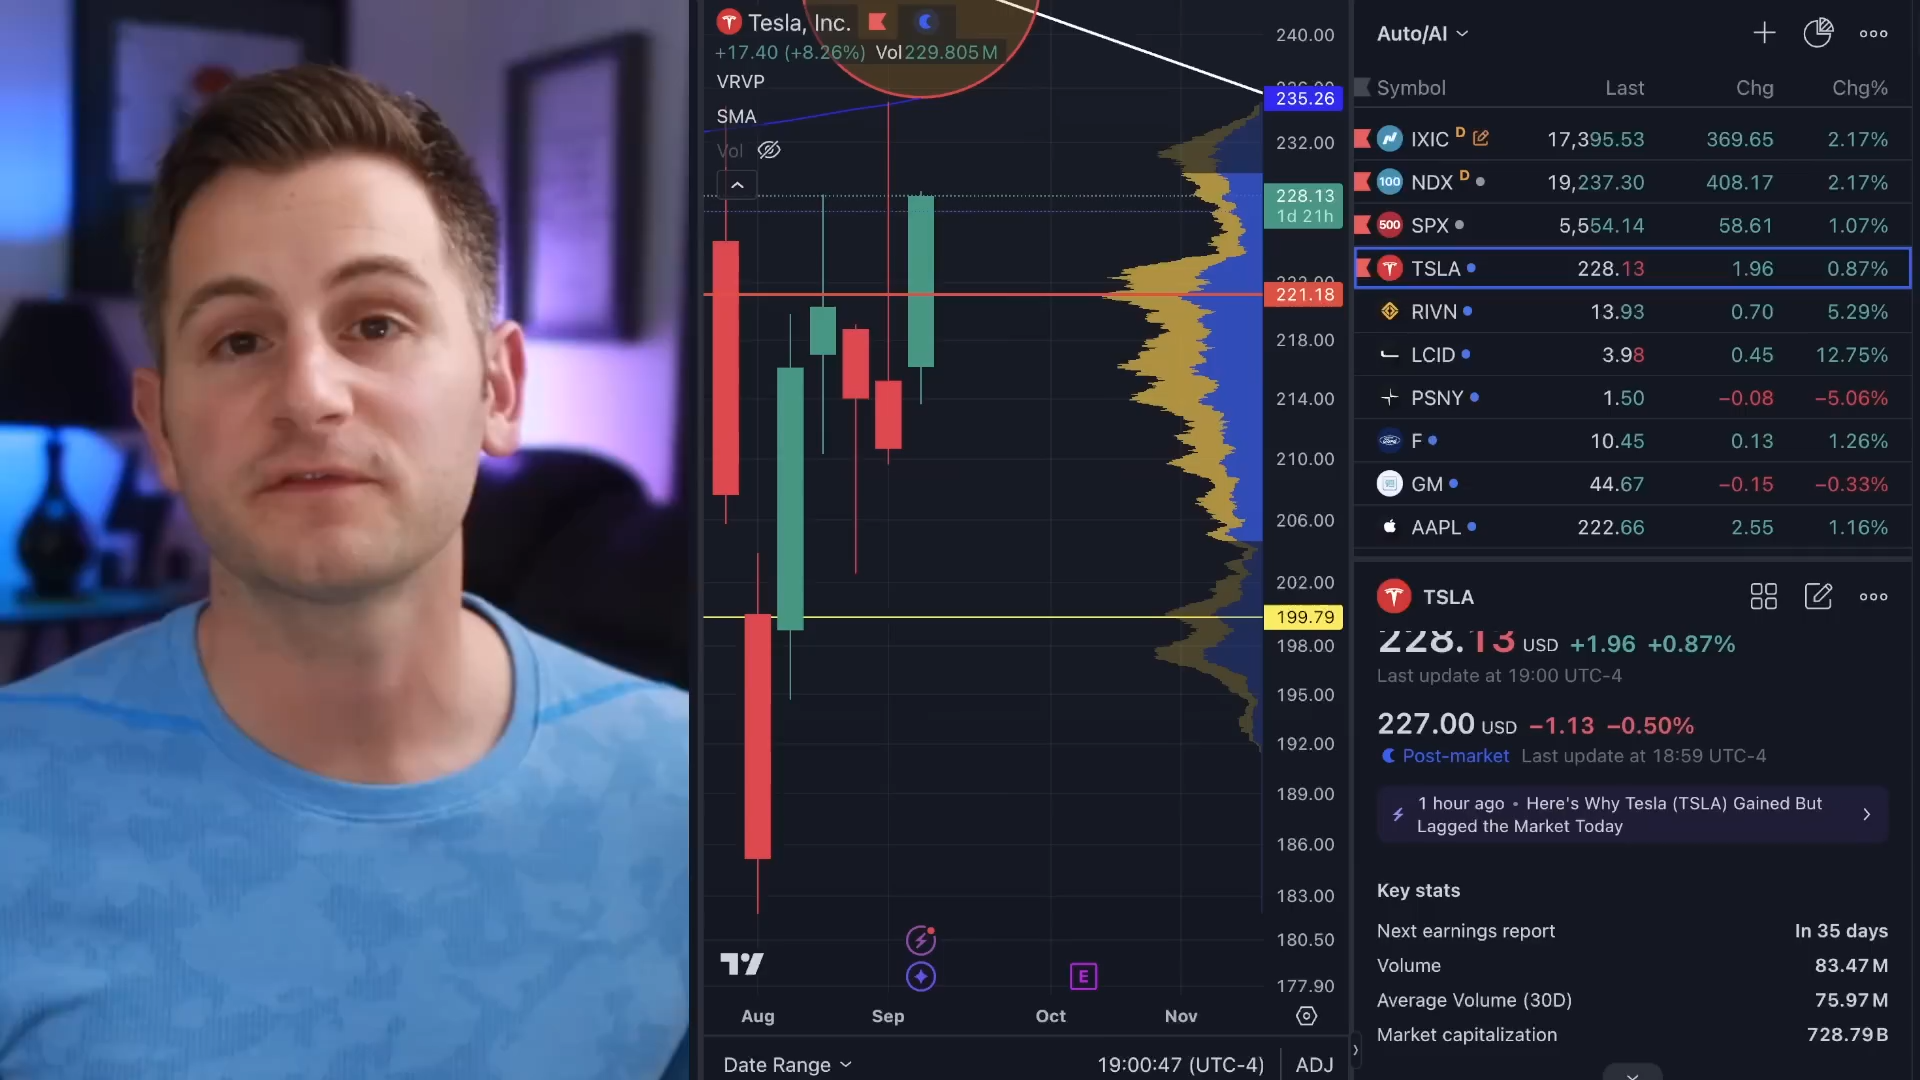 Tesla, Inc.
+17.40 (+8.26%) Vol 229.805 M
VRVP
SMA
Vol
240.00
235.26
232.00
228.13
1d 21h
221.18
218.00
214.00
210.00
206.00
202.00
199.79
198.00
195.00
192.00
189.00
186.00
183.00
180.50
177.90
E
Aug Sep Oct Nov
Date Range 19:00:47 (UTC-4) ADJ
Auto/AI
Symbol Last Chg Chg%
IXIC D 17,395.53 369.65 2.17%
100 NDX D 19,237.30 408.17 2.17%
500 SPX 5,554.14 58.61 1.07%
TSLA 228.13 1.96 0.87%
RIVN 13.93 0.70 5.29%
LCID 3.98 0.45 12.75%
PSNY 1.50 −0.08 −5.06%
F 10.45 0.13 1.26%
GM 44.67 −0.15 −0.33%
AAPL 222.66 2.55 1.16%
TSLA
228.13 USD +1.96 +0.87%
Last update at 19:00 UTC-4
227.00 USD −1.13 −0.50%
Post-market Last update at 18:59 UTC-4
1 hour ago • Here's Why Tesla (TSLA) Gained But
Lagged the Market Today
Key stats
Next earnings report In 35 days
Volume 83.47 M
Average Volume (30D) 75.97 M
Market capitalization 728.79 B